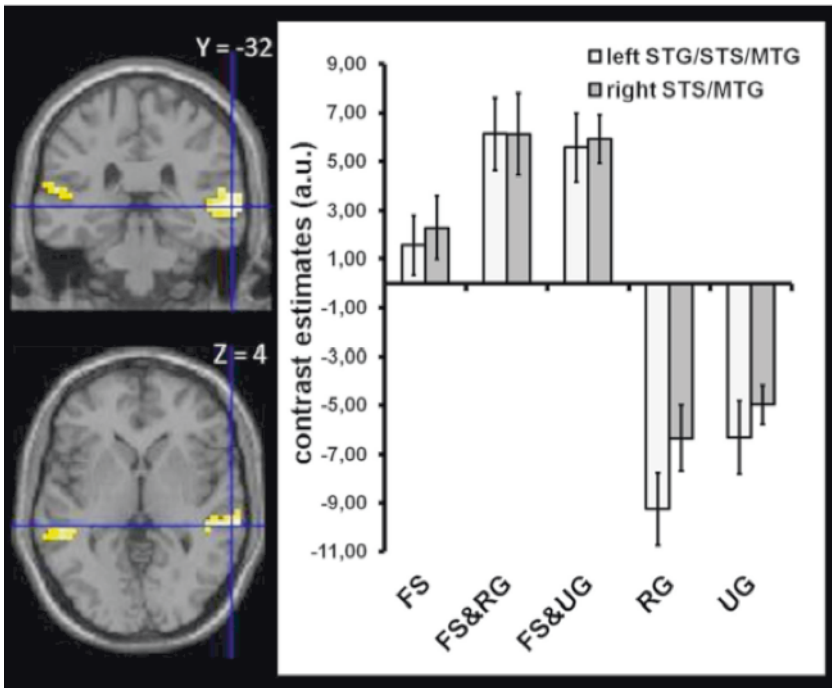 Y = -32
Z = 4
left STG/STS/MTG
right STS/MTG
contrast estimates (a.u.)
9,00
7,00
5,00
3,00
1,00
-1,00
-3,00
-5,00
-7,00
-9,00
-11,00
FS
FS&RG
FS&UG
RG
UG